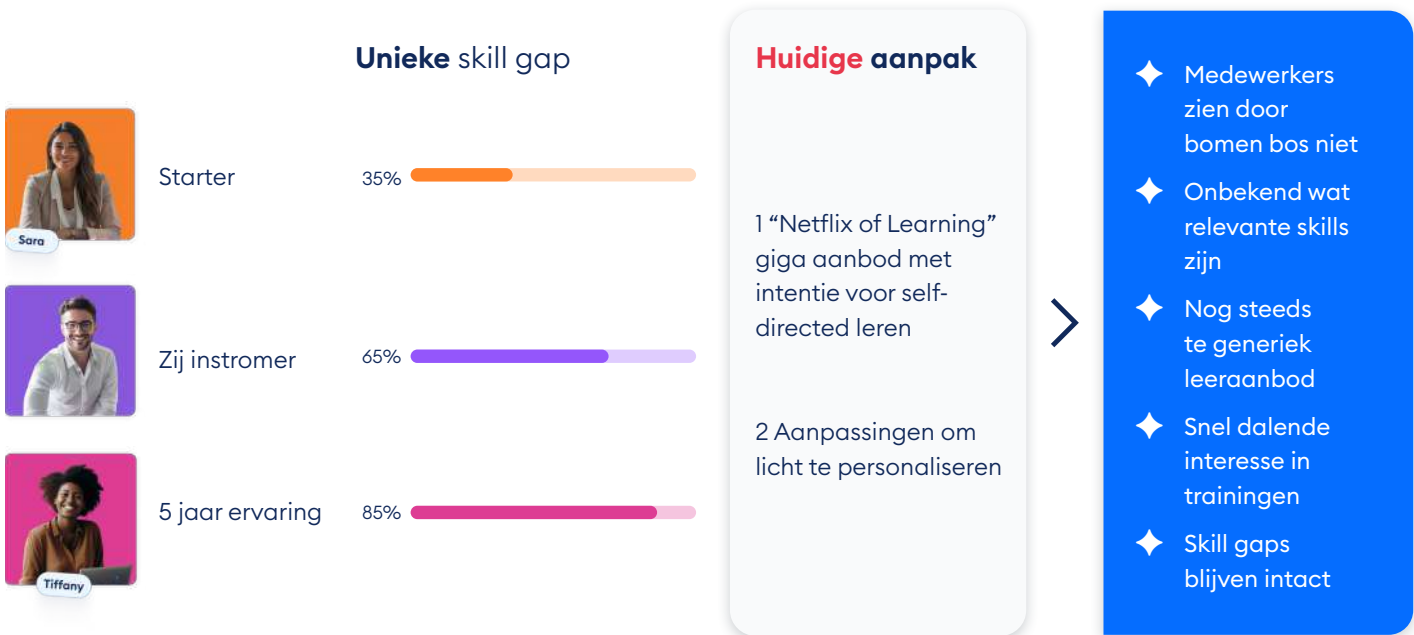 Unieke skill gap
Sara
Starter
35%
Zij instromer
65%
Tiffany
5 jaar ervaring
85%
Huidige aanpak
1 “Netflix of Learning”
giga aanbod met
intentie voor self-
directed leren
2 Aanpassingen om
licht te personaliseren
Medewerkers
zien door
bomen bos niet
Onbekend wat
relevante skills
zijn
Nog steeds
te generiek
leeraanbod
Snel dalende
interesse in
trainingen
Skill gaps
blijven intact